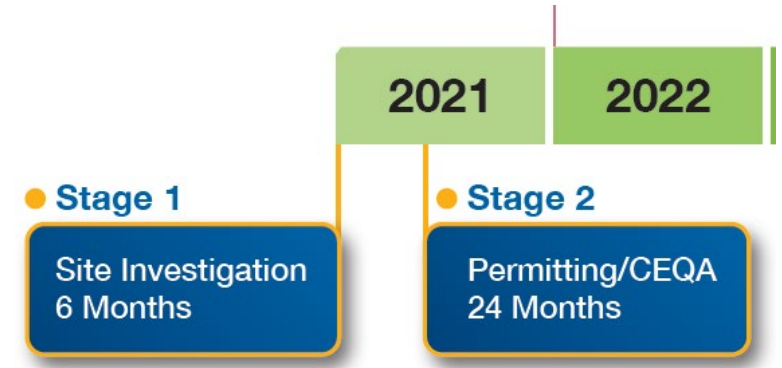 2021
2022
Stage 1
Site Investigation
6 Months
Stage 2
Permitting/CEQA
24 Months